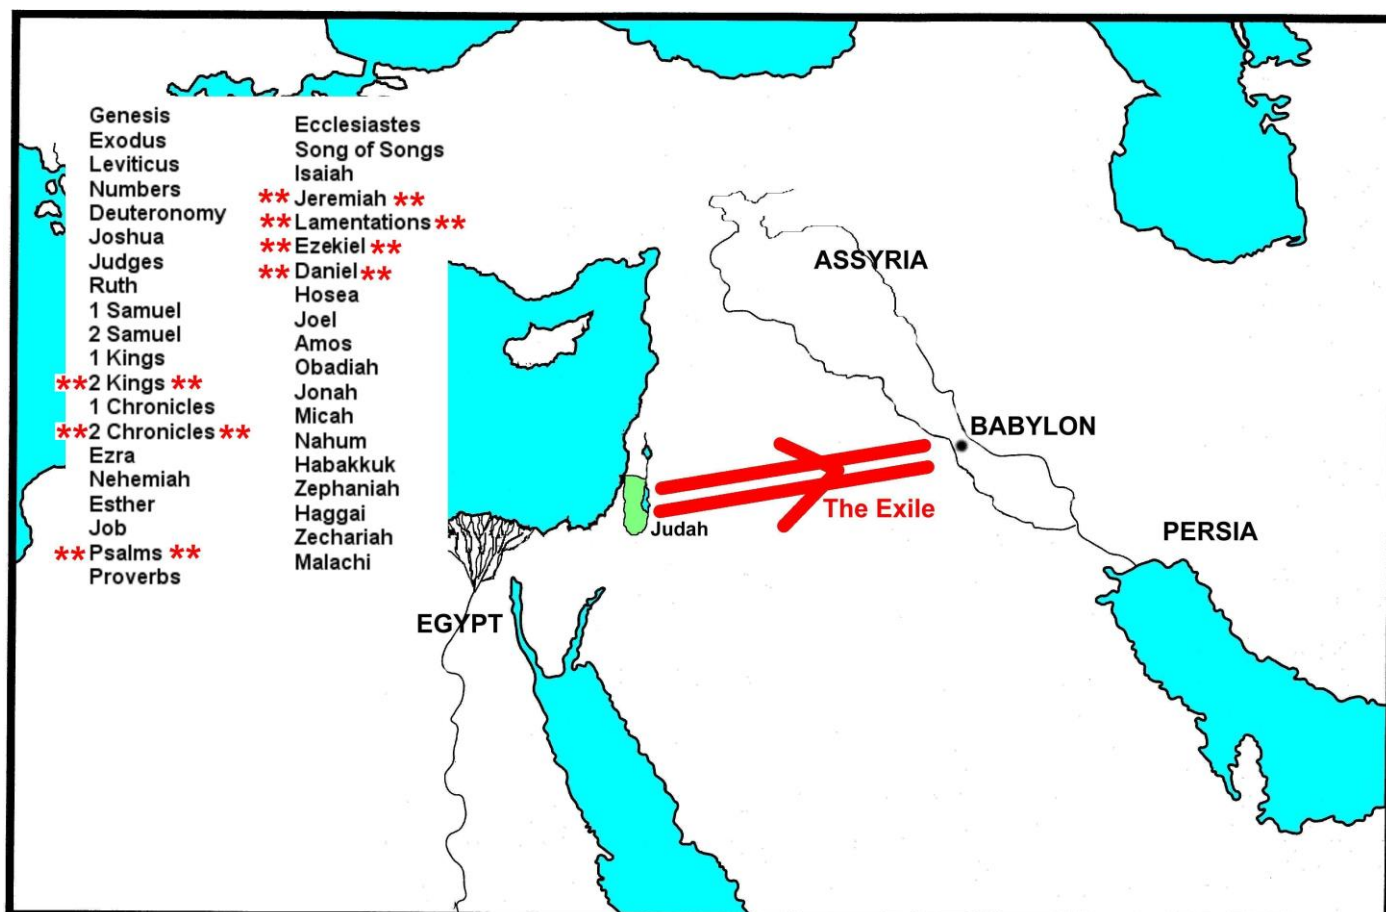 Genesis
Exodus
Leviticus
Numbers
Deuteronomy
Joshua
Judges
Ruth
1 Samuel
2 Samuel
1 Kings
**2 Kings **
1 Chronicles
**2 Chronicles **
Ezra
Nehemiah
Esther
Job
**Psalms **
Proverbs
Ecclesiastes
Song of Songs
Isaiah
**Jeremiah **
**Lamentations **
**Ezekiel **
**Daniel **
Hosea
Joel
Amos
Obadiah
Jonah
Micah
Nahum
Habakkuk
Zephaniah
Haggai
Zechariah
Malachi
ASSYRIA
BABYLON
The Exile
Judah
PERSIA
EGYPT